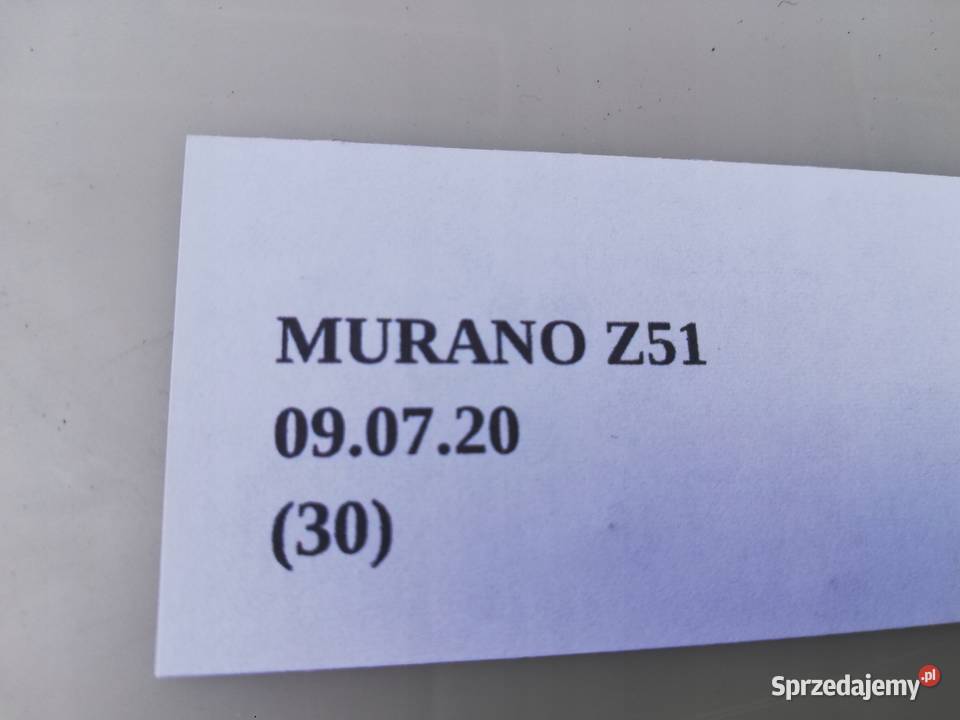 MURANO Z51
09.07.20
(30)
Sprzedajemy.pl